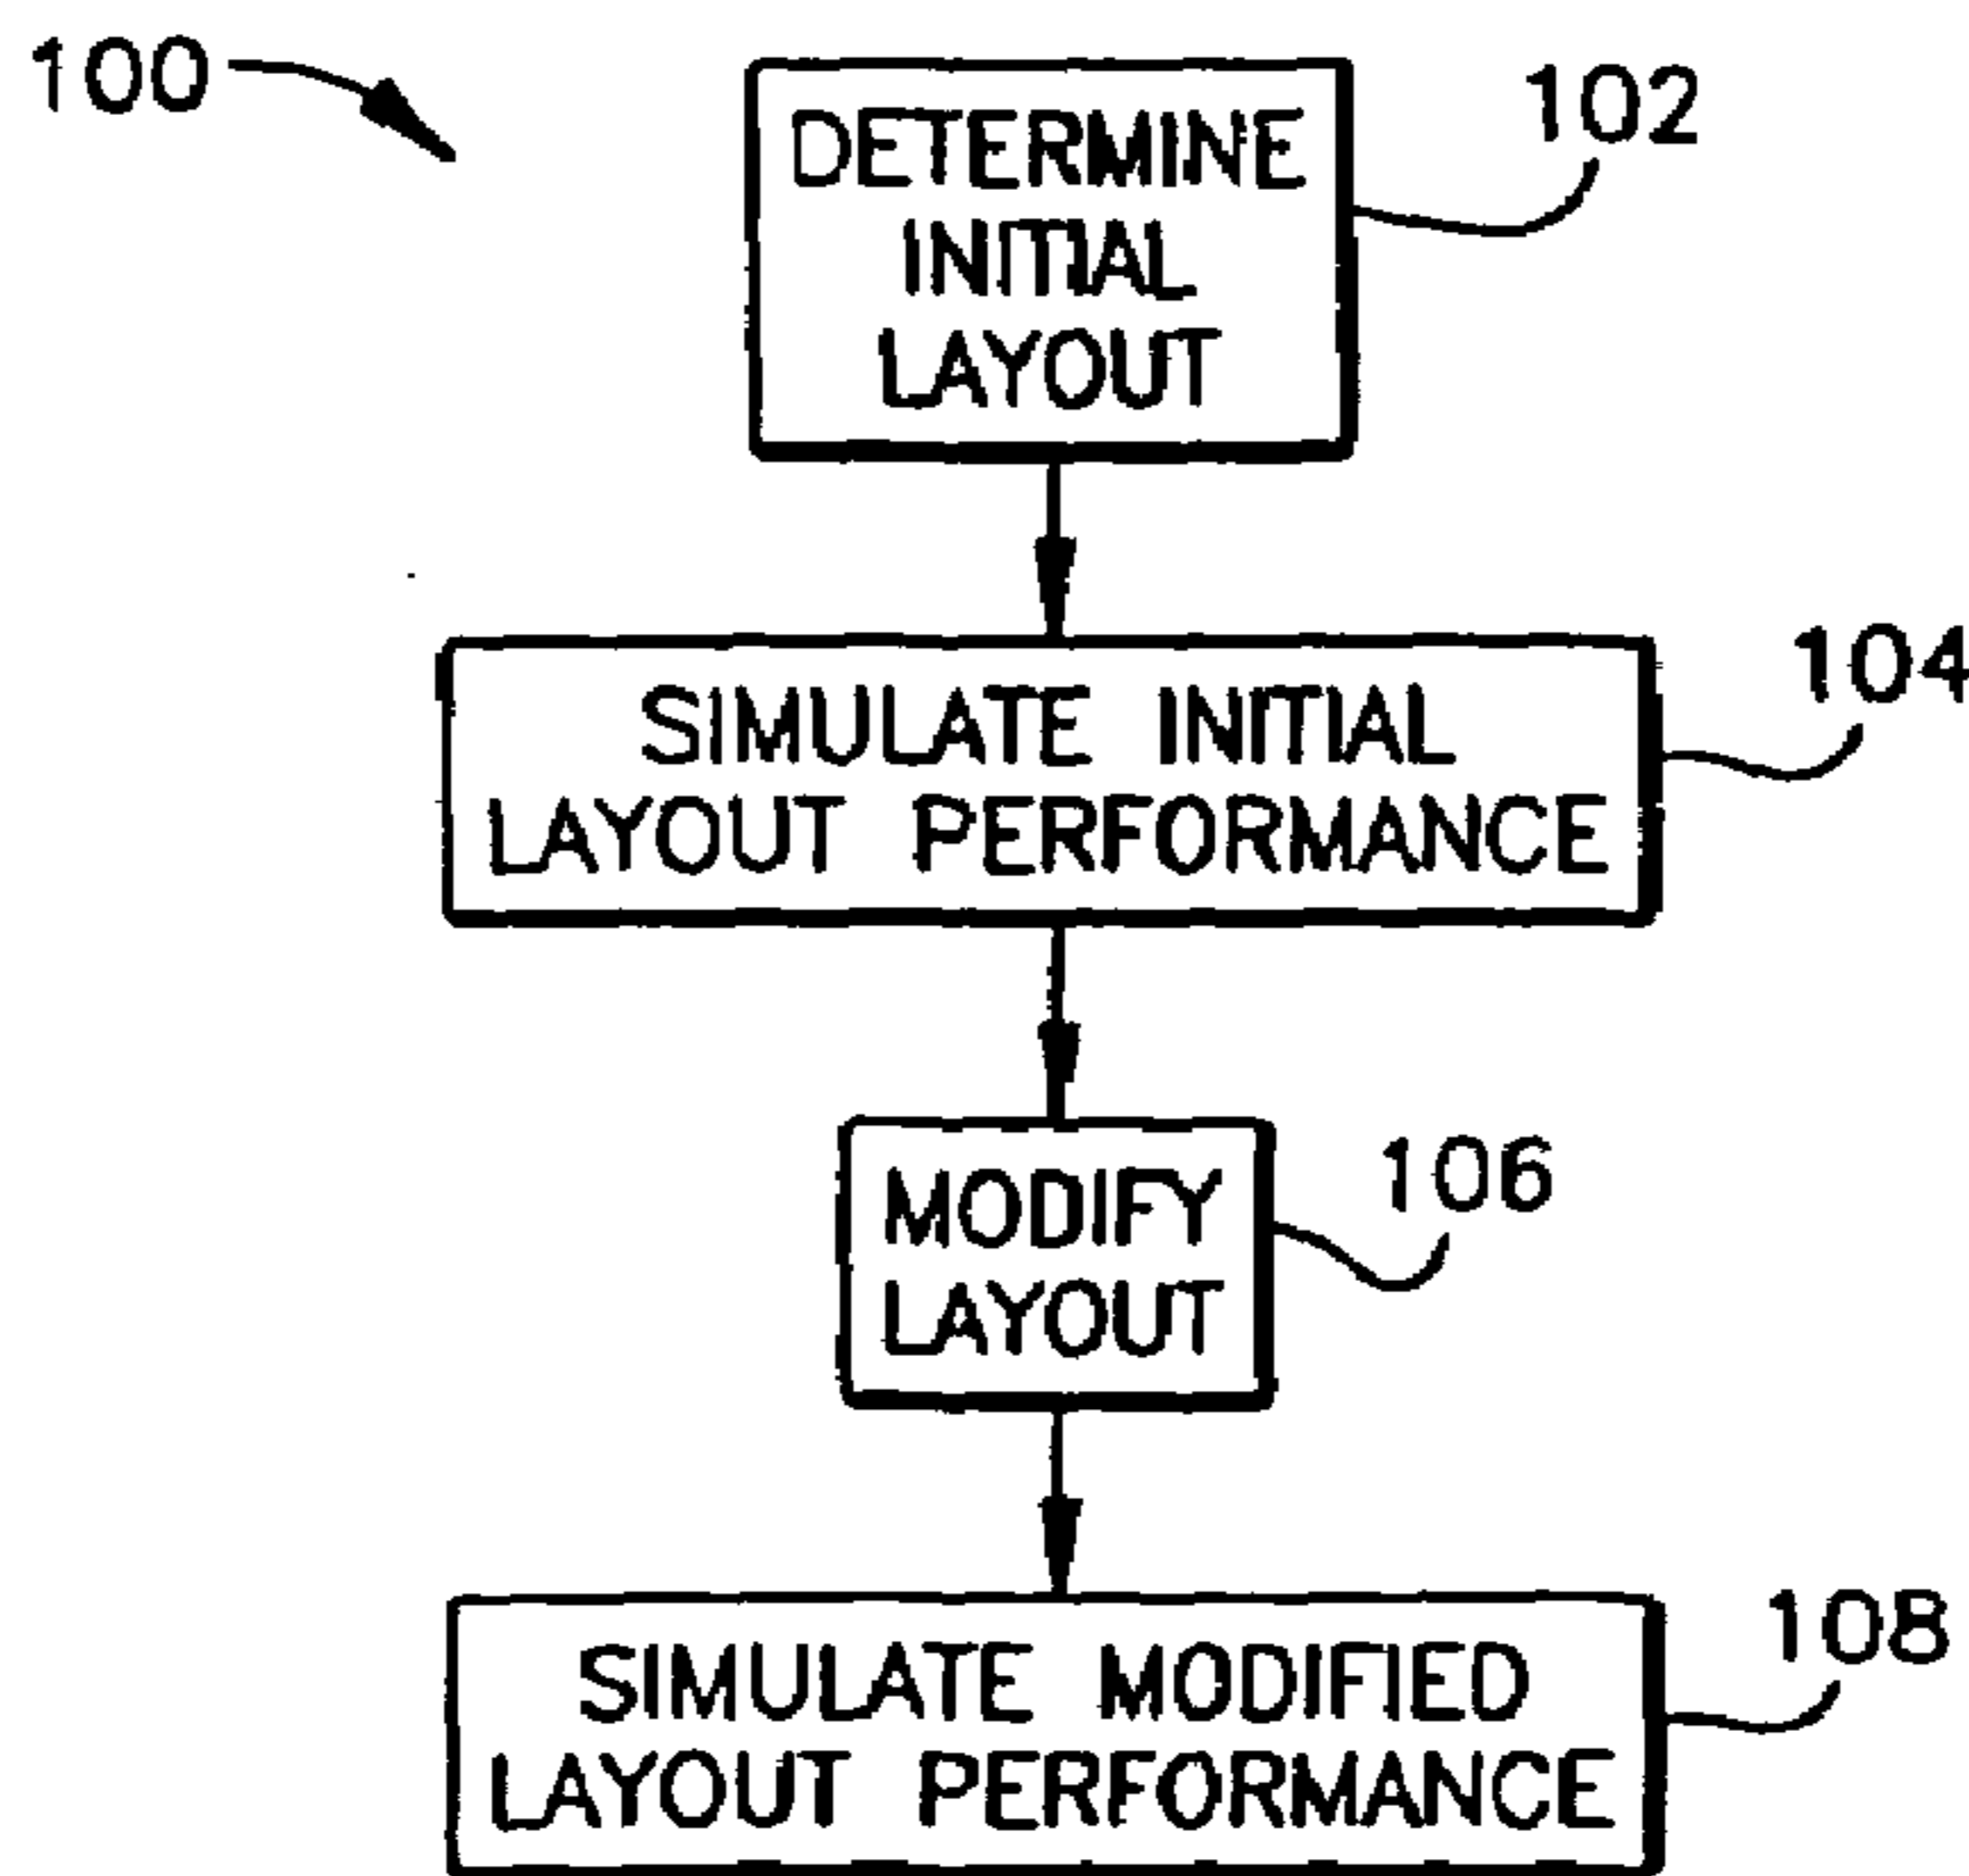 100
DETERMINE
INITIAL
LAYOUT
102
SIMULATE INITIAL
LAYOUT PERFORMANCE
104
MODIFY
LAYOUT
106
SIMULATE MODIFIED
LAYOUT PERFORMANCE
108